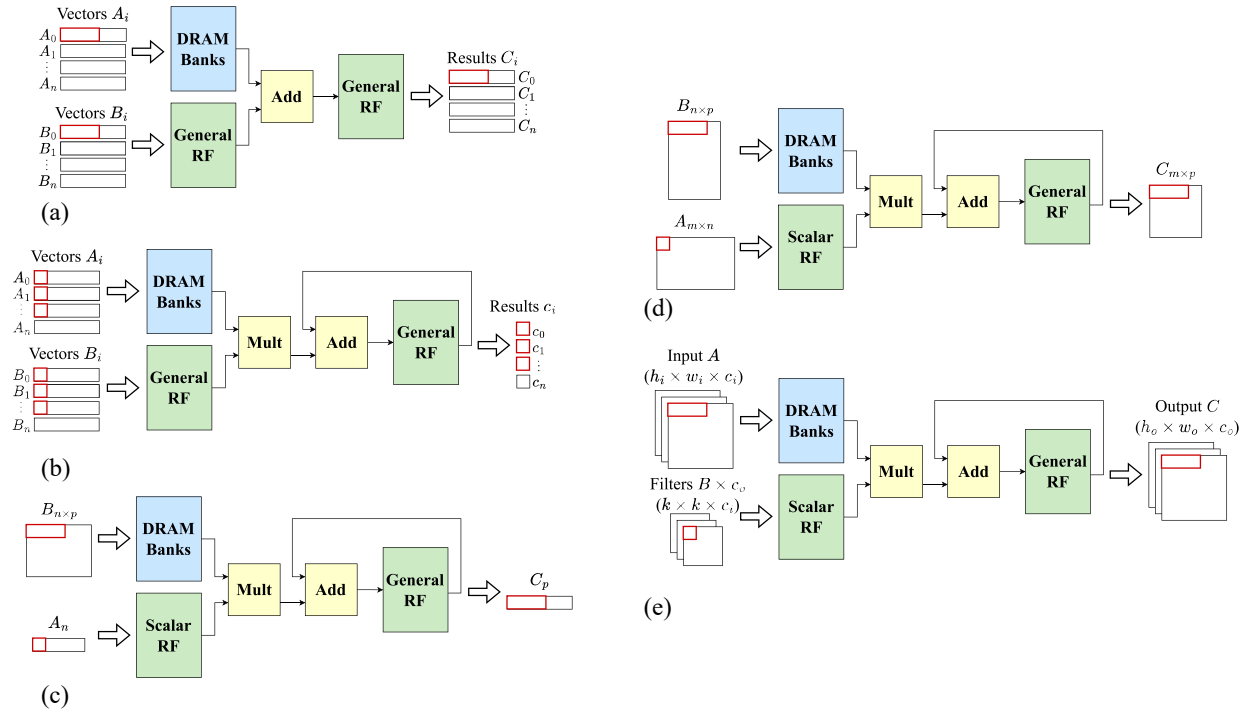 Vectors A_i
A_0
A_1
⋮
A_n
Vectors B_i
B_0
B_1
⋮
B_n
DRAM
Banks
General
RF
Add
General
RF
Results C_i
C_0
C_1
⋮
C_n
(a)
Vectors A_i
A_0
A_1
⋮
A_n
Vectors B_i
B_0
B_1
⋮
B_n
DRAM
Banks
General
RF
Mult
Add
General
RF
Results c_i
c_0
c_1
⋮
c_n
(b)
B_{n×p}
A_n
DRAM
Banks
Scalar
RF
Mult
Add
General
RF
C_p
(c)
B_{n×p}
A_{m×n}
DRAM
Banks
Scalar
RF
Mult
Add
General
RF
C_{m×p}
(d)
Input A
(h_i × w_i × c_i)
Filters B × c_o
(k × k × c_i)
DRAM
Banks
Scalar
RF
Mult
Add
General
RF
Output C
(h_o × w_o × c_o)
(e)